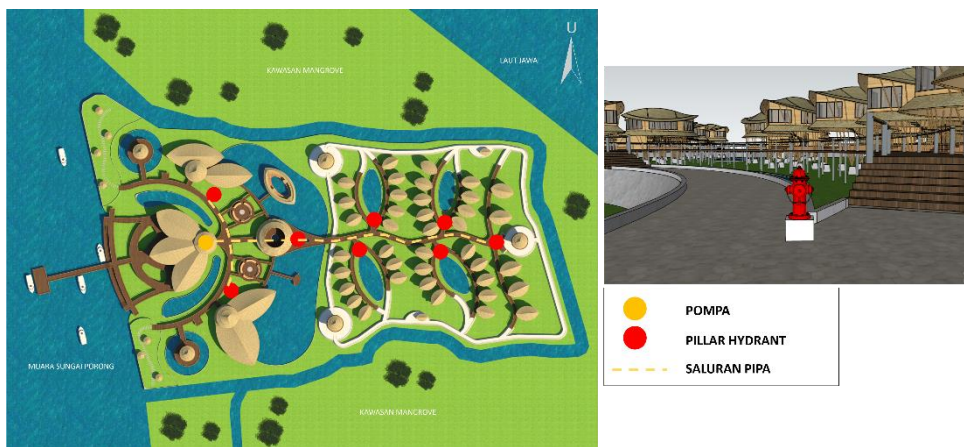 U
KAWASAN MANGROVE
LAUT JAWA
MUARA SUNGAI PORONG
KAWASAN MANGROVE
POMPA
PILLAR HYDRANT
SALURAN PIPA